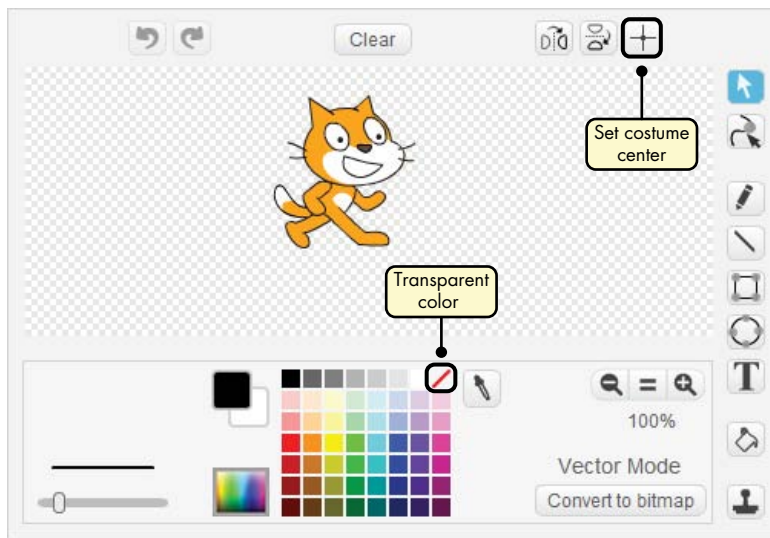 Clear
Set costume
center
Transparent
color
T
100%
Vector Mode
Convert to bitmap